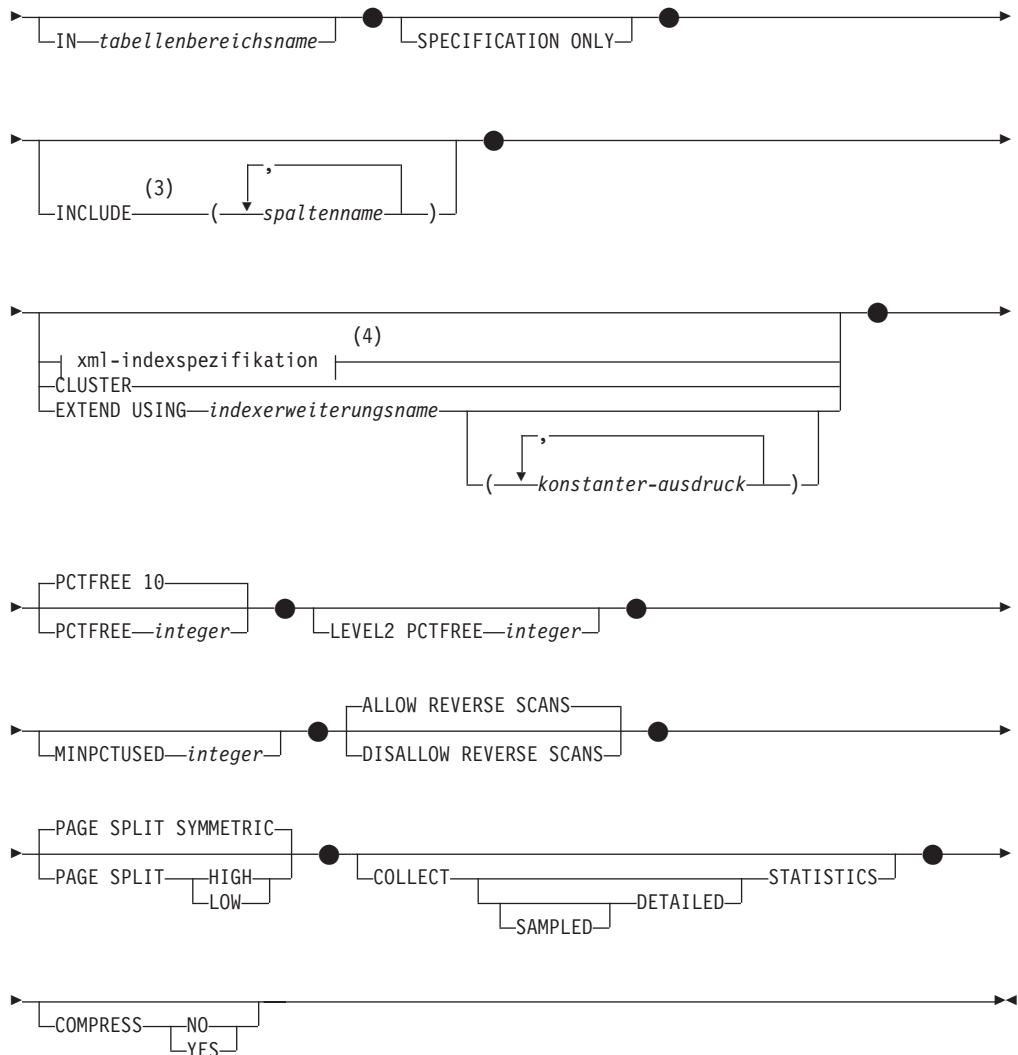 IN tabellenbereichsname SPECIFICATION ONLY
,
(3)
INCLUDE ( spaltenname )
(4)
xml-indexspezifikation
CLUSTER
EXTEND USING indexerweiterungsname
,
( konstanter-ausdruck )
PCTFREE 10
PCTFREE integer LEVEL2 PCTFREE integer
ALLOW REVERSE SCANS
MINPCTUSED integer DISALLOW REVERSE SCANS
PAGE SPLIT SYMMETRIC
PAGE SPLIT HIGH COLLECT STATISTICS
LOW DETAILED
SAMPLED
COMPRESS NO
YES